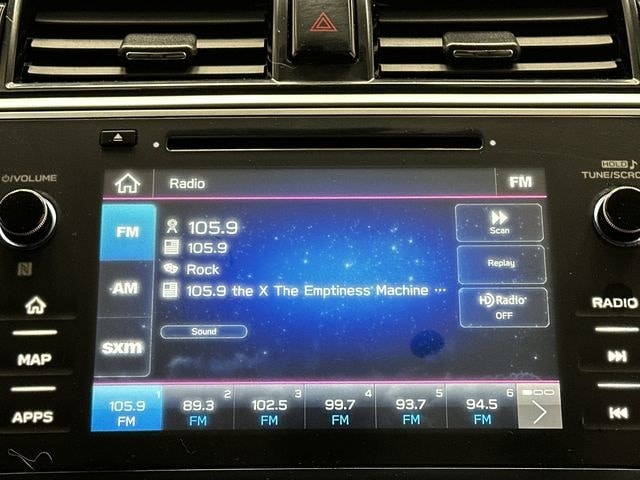 ⏻/VOLUME
HOLD ♪
TUNE/SCRO
Radio
FM
FM
AM
sxm
105.9
105.9
Rock
105.9 the X The Emptiness Machine ...
Sound
Scan
Replay
HD Radio
OFF
MAP
APPS
RADIO
1
105.9
FM
2
89.3
FM
3
102.5
FM
4
99.7
FM
5
93.7
FM
6
94.5
FM